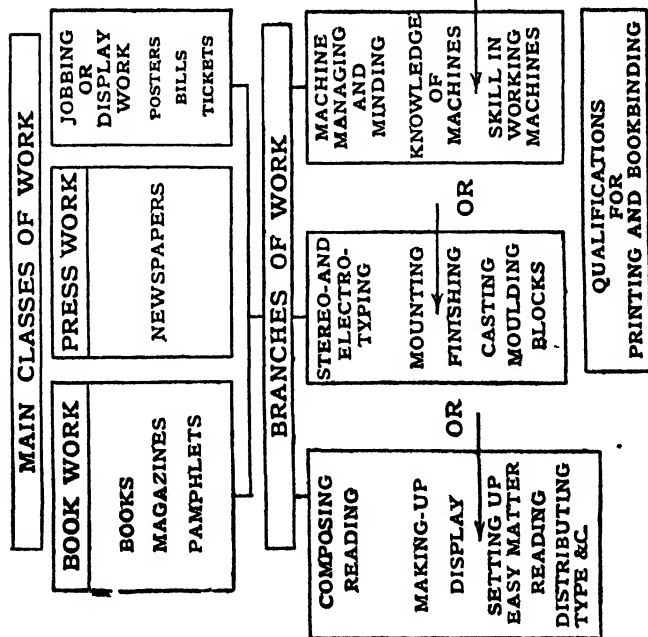 MAIN CLASSES OF WORK
BOOK WORK
BOOKS
MAGAZINES
PAMPHLETS
PRESS WORK
NEWSPAPERS
JOBBING
OR
DISPLAY
WORK
POSTERS
BILLS
TICKETS
BRANCHES OF WORK
COMPOSING
READING
MAKING-UP
DISPLAY
SETTING UP
EASY MATTER
READING
DISTRIBUTING
TYPE &C.
OR
STEREO-AND
ELECTRO-
TYPING
MOUNTING
FINISHING
CASTING
MOULDING
BLOCKS
OR
MACHINE
MANAGING
AND
MINDING
KNOWLEDGE
OF
MACHINES
SKILL IN
WORKING
MACHINES
QUALIFICATIONS
FOR
PRINTING AND BOOKBINDING